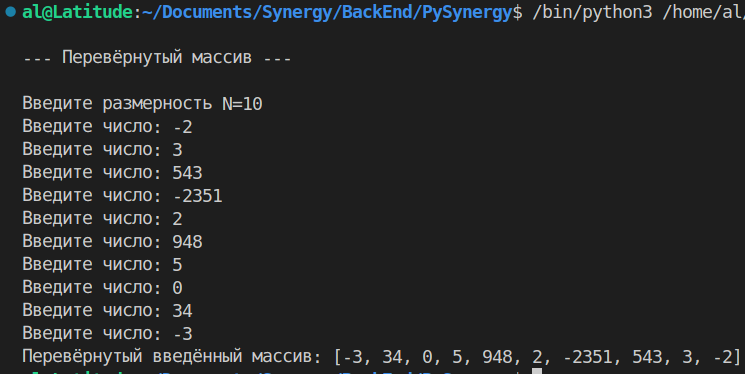 al@Latitude:~/Documents/Synergy/BackEnd/PySynergy$ /bin/python3 /home/al/
--- Перевёрнутый массив ---
Введите размерность N=10
Введите число: -2
Введите число: 3
Введите число: 543
Введите число: -2351
Введите число: 2
Введите число: 948
Введите число: 5
Введите число: 0
Введите число: 34
Введите число: -3
Перевёрнутый введённый массив: [-3, 34, 0, 5, 948, 2, -2351, 543, 3, -2]